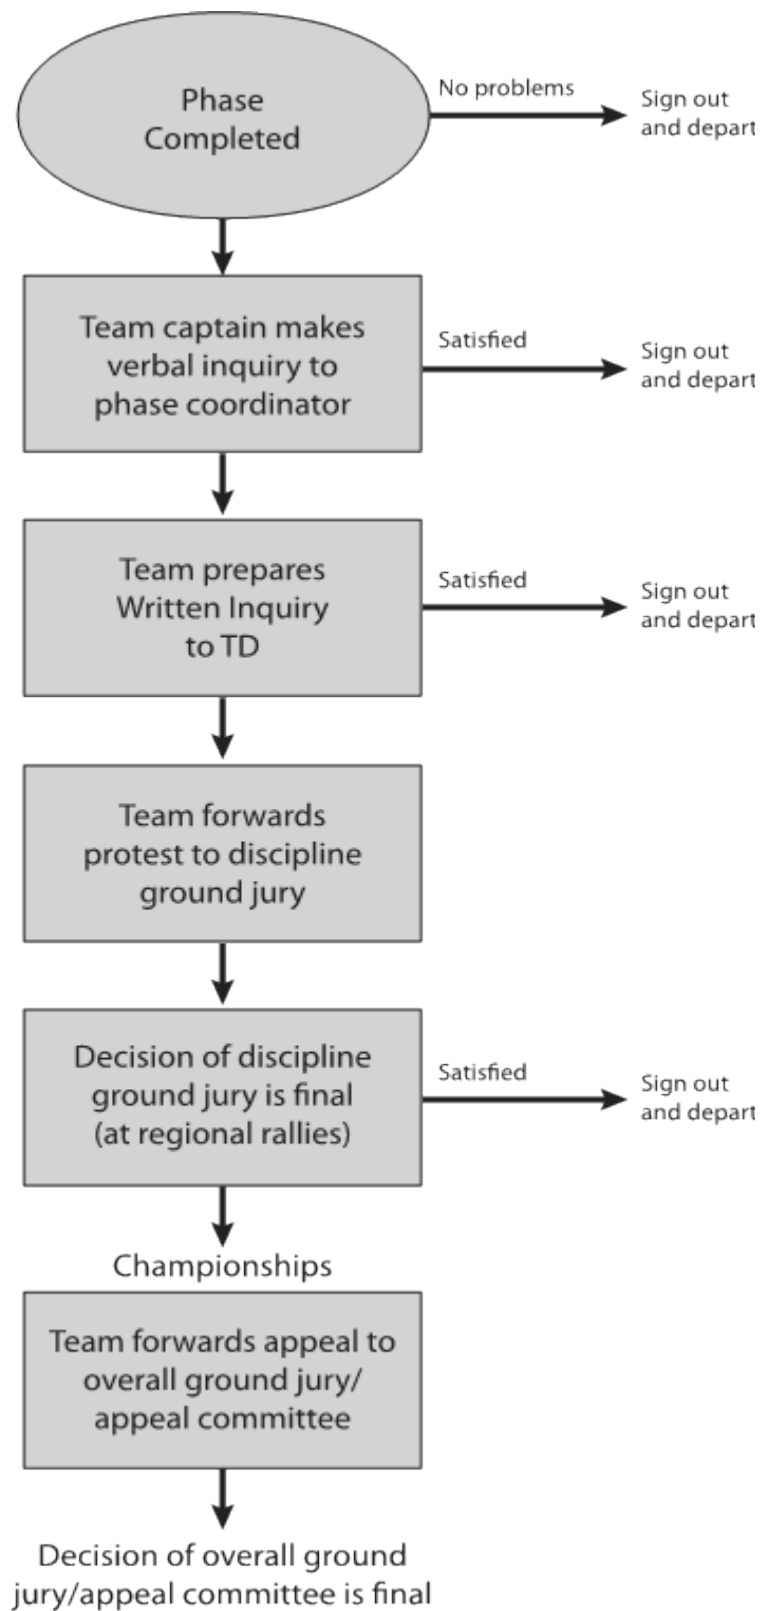 Phase
Completed
No problems
Sign out
and depart
Team captain makes
verbal inquiry to
phase coordinator
Satisfied
Sign out
and depart
Team prepares
Written Inquiry
to TD
Satisfied
Sign out
and depart
Team forwards
protest to discipline
ground jury
Decision of discipline
ground jury is final
(at regional rallies)
Satisfied
Sign out
and depart
Championships
Team forwards appeal to
overall ground jury/
appeal committee
Decision of overall ground
jury/appeal committee is final